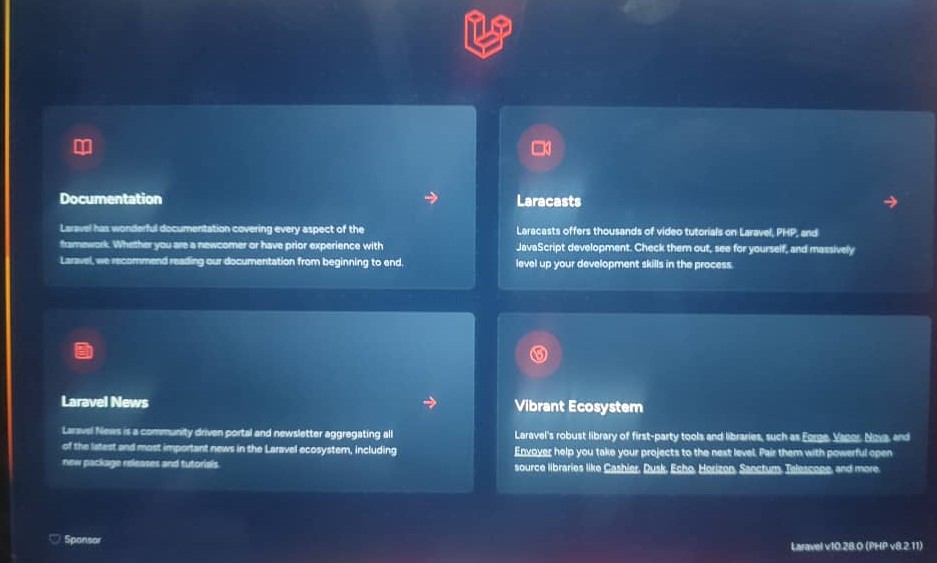 Documentation
Laravel has wonderful documentation covering every aspect of the
framework. Whether you are a newcomer or have prior experience with
Laravel, we recommend reading our documentation from beginning to end.
Laracasts
Laracasts offers thousands of video tutorials on Laravel, PHP, and
JavaScript development. Check them out, see for yourself, and massively
level up your development skills in the process.
Laravel News
Laravel News is a community driven portal and newsletter aggregating all
of the latest and most important news in the Laravel ecosystem, including
new package releases and tutorials.
Vibrant Ecosystem
Laravel's robust library of first-party tools and libraries, such as Forge, Vapor, Nova, and
Envoyer help you take your projects to the next level. Pair them with powerful open
source libraries like Cashier, Dusk, Echo, Horizon, Sanctum, Telescope, and more.
Sponsor
Laravel v10.28.0 (PHP v8.2.11)